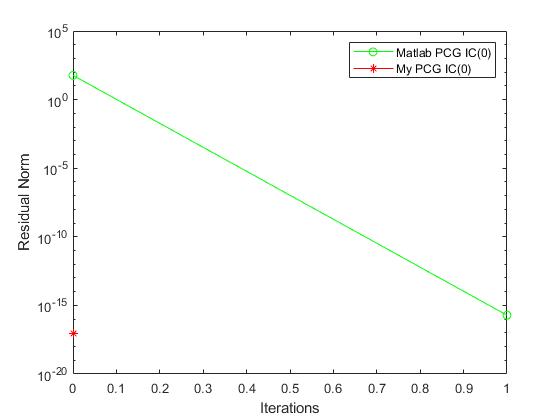 Matlab PCG IC(0)
My PCG IC(0)
10^5
10^0
10^-5
10^-10
10^-15
10^-20
Residual Norm
0 0.1 0.2 0.3 0.4 0.5 0.6 0.7 0.8 0.9 1
Iterations